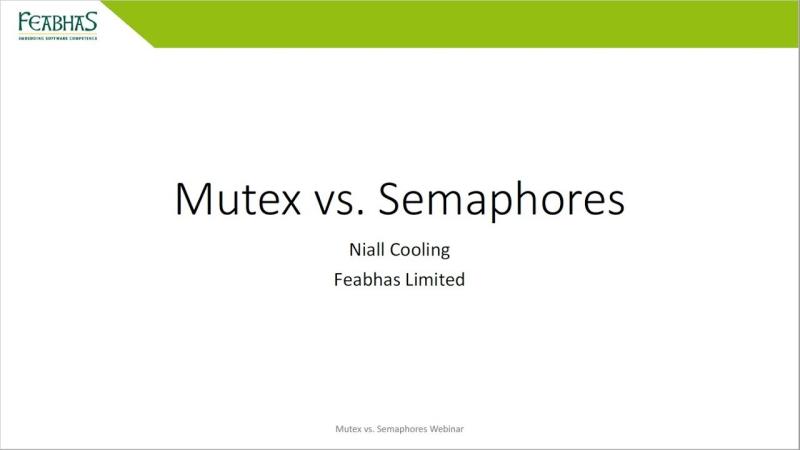 FEABHAS
EMBEDDING SOFTWARE COMPETENCE
Mutex vs. Semaphores
Niall Cooling
Feabhas Limited
Mutex vs. Semaphores Webinar